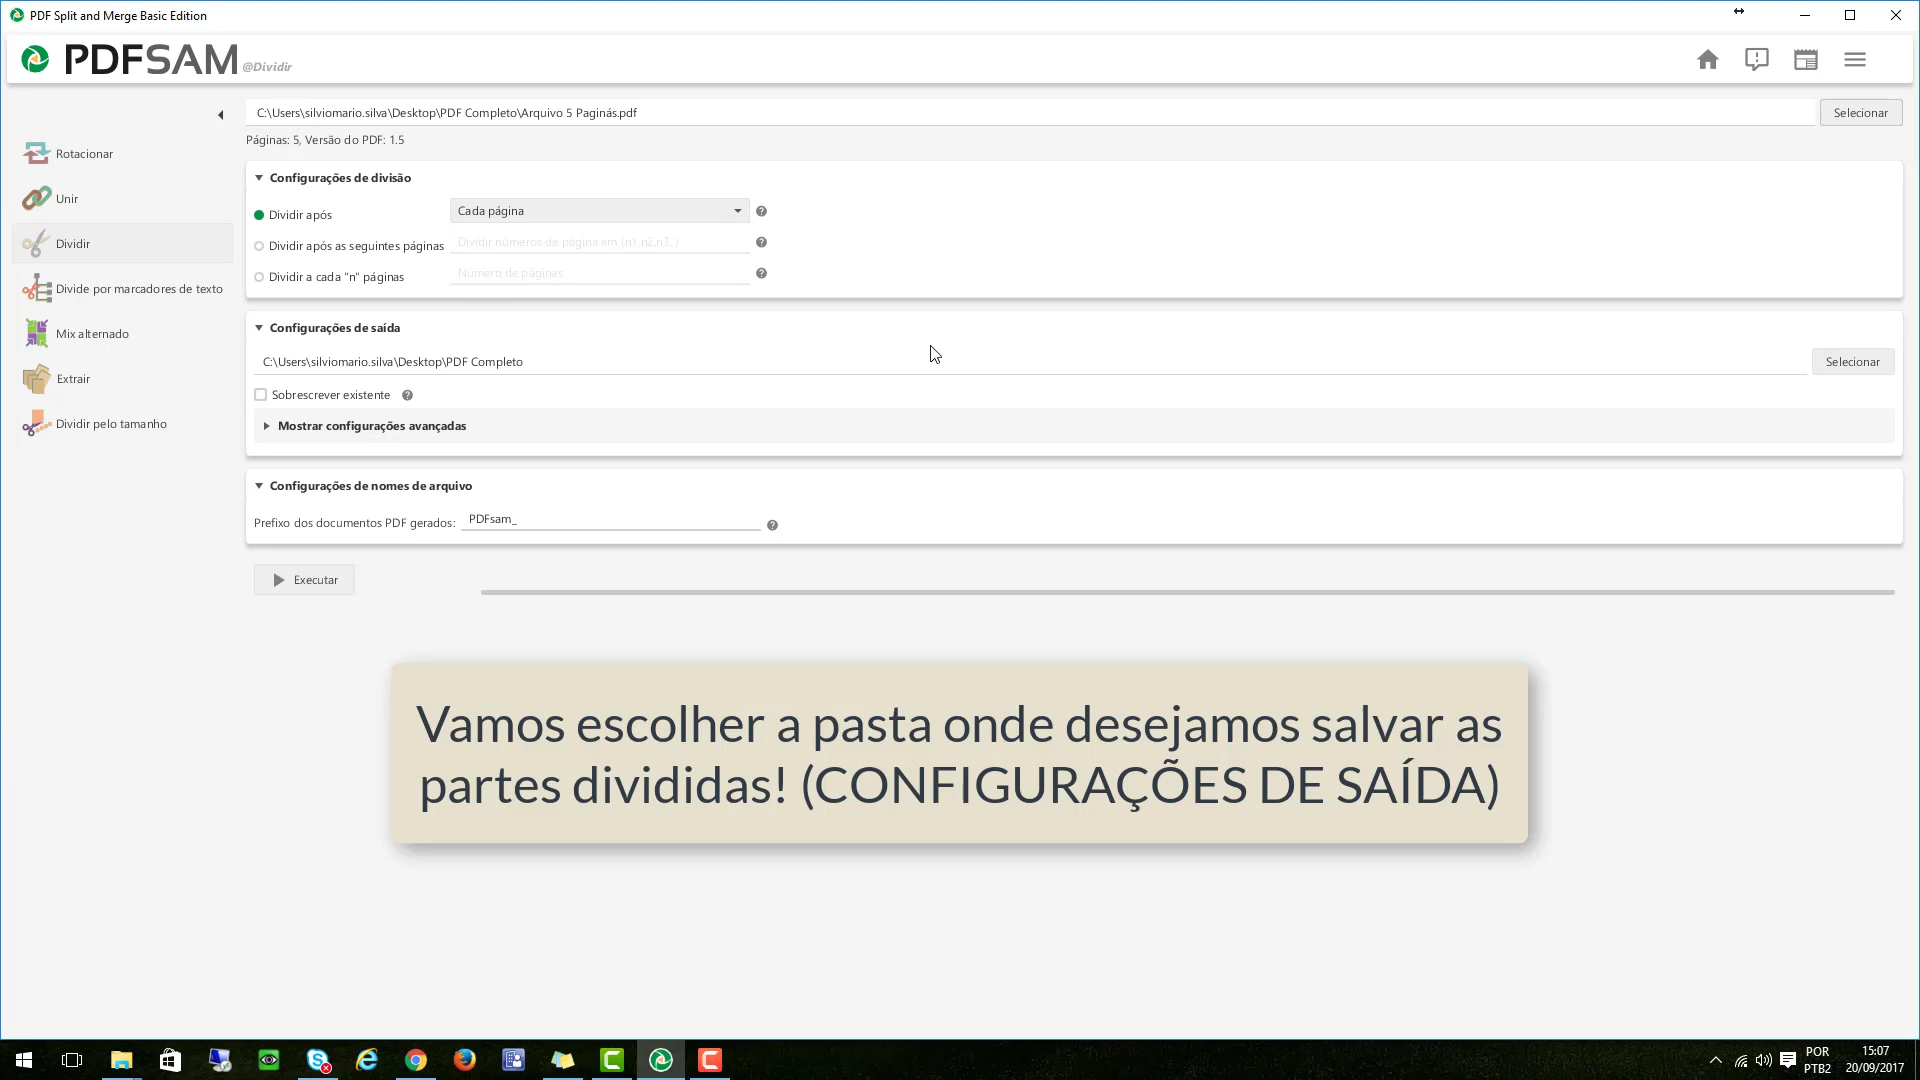 PDF Split and Merge Basic Edition
PDFSAM @Dividir
C:\Users\silviomario.silva\Desktop\PDF Completo\Arquivo 5 Paginás.pdf
Selecionar
Páginas: 5, Versão do PDF: 1.5
Rotacionar
Unir
Dividir
Divide por marcadores de texto
Mix alternado
Extrair
Dividir pelo tamanho
Configurações de divisão
Dividir após
Cada página
Dividir após as seguintes páginas
Dividir números de página em (n1,n2,n3..)
Dividir a cada "n" páginas
Número de páginas
Configurações de saída
C:\Users\silviomario.silva\Desktop\PDF Completo
Selecionar
Sobrescrever existente
Mostrar configurações avançadas
Configurações de nomes de arquivo
Prefixo dos documentos PDF gerados:
PDFsam_
Executar
Vamos escolher a pasta onde desejamos salvar as
partes divididas! (CONFIGURAÇÕES DE SAÍDA)
POR
PTB2
15:07
20/09/2017